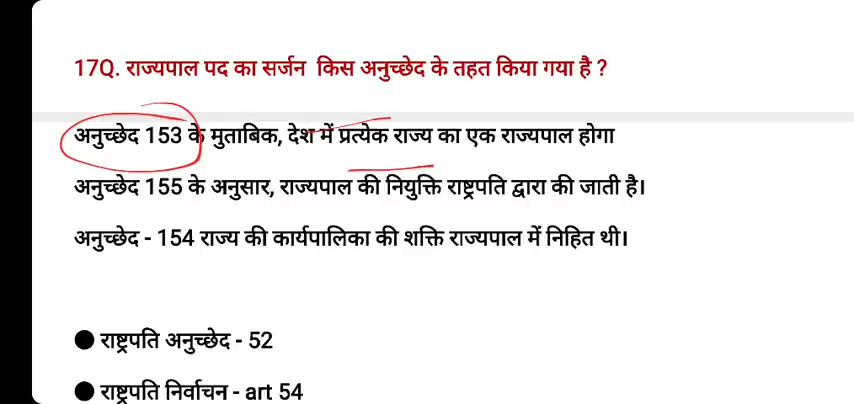 17Q. राज्यपाल पद का सर्जन किस अनुच्छेद के तहत किया गया है ?
अनुच्छेद 153 के मुताबिक, देश में प्रत्येक राज्य का एक राज्यपाल होगा
अनुच्छेद 155 के अनुसार, राज्यपाल की नियुक्ति राष्ट्रपति द्वारा की जाती है।
अनुच्छेद - 154 राज्य की कार्यपालिका की शक्ति राज्यपाल में निहित थी।
● राष्ट्रपति अनुच्छेद - 52
● राष्ट्रपति निर्वाचन - art 54